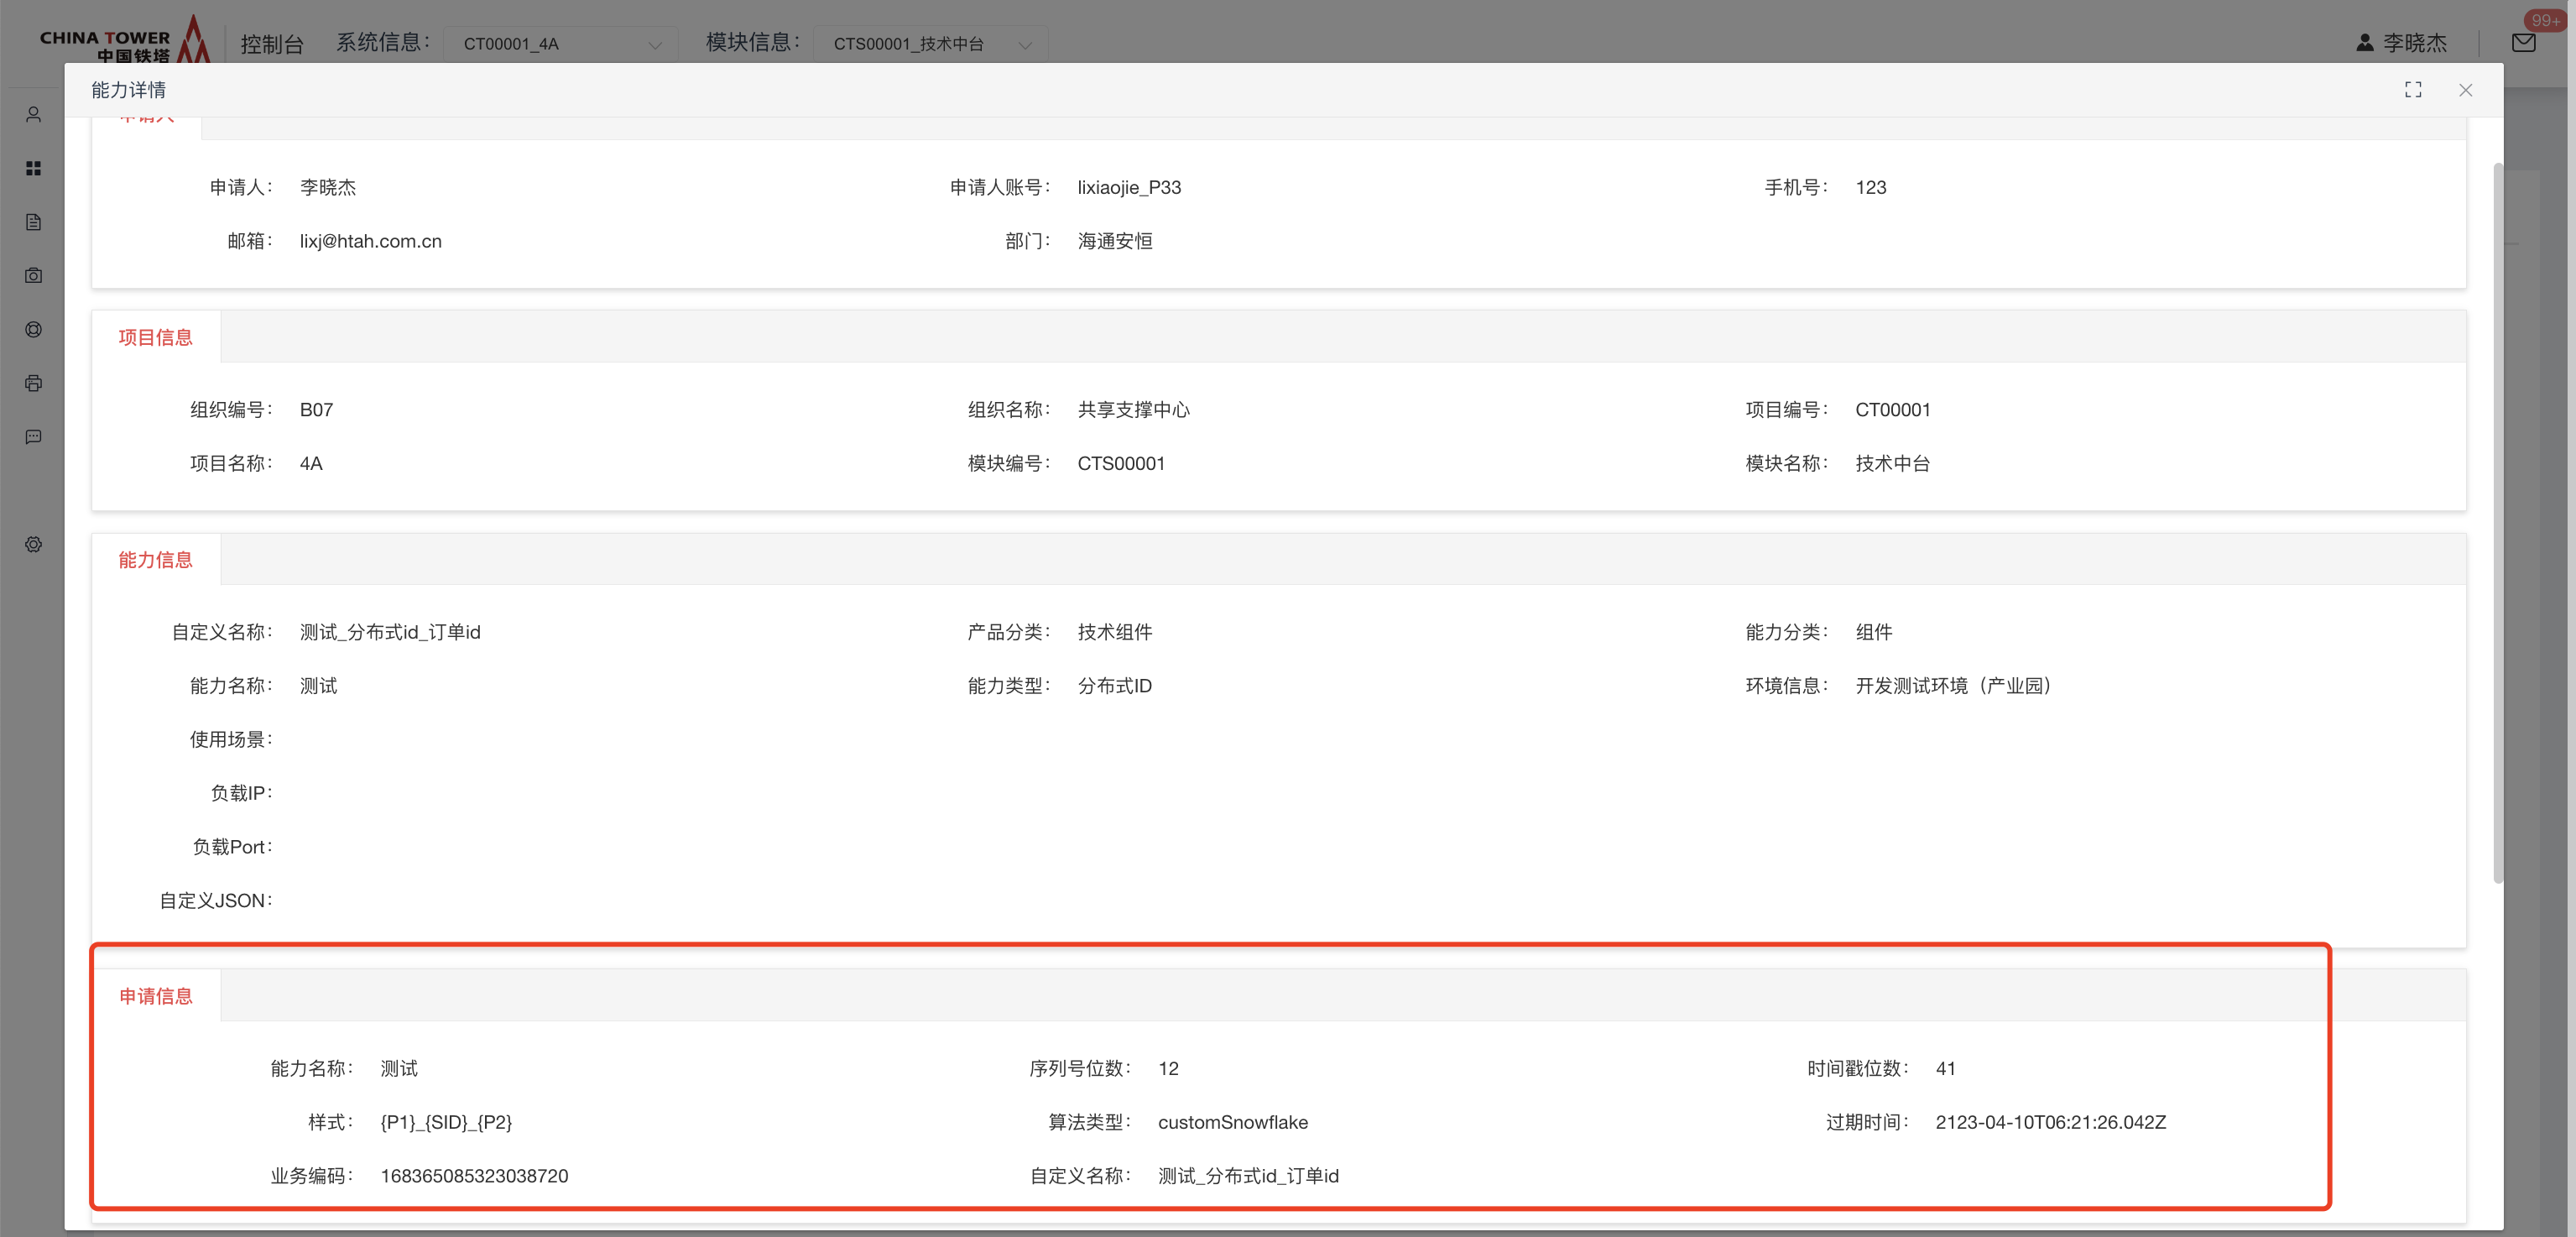 CHINA TOWER
中国铁塔
控制台
系统信息：
CT00001_4A
模块信息：
CTS00001_技术中台
李晓杰
99+
能力详情
申请人
申请人：
李晓杰
申请人账号：
lixiaojie_P33
手机号：
123
邮箱：
lixj@htah.com.cn
部门：
海通安恒
项目信息
组织编号：
B07
组织名称：
共享支撑中心
项目编号：
CT00001
项目名称：
4A
模块编号：
CTS00001
模块名称：
技术中台
能力信息
自定义名称：
测试_分布式id_订单id
产品分类：
技术组件
能力分类：
组件
能力名称：
测试
能力类型：
分布式ID
环境信息：
开发测试环境（产业园）
使用场景：
负载IP：
负载Port：
自定义JSON：
申请信息
能力名称：
测试
序列号位数：
12
时间戳位数：
41
样式：
{P1}_{SID}_{P2}
算法类型：
customSnowflake
过期时间：
2123-04-10T06:21:26.042Z
业务编码：
168365085323038720
自定义名称：
测试_分布式id_订单id